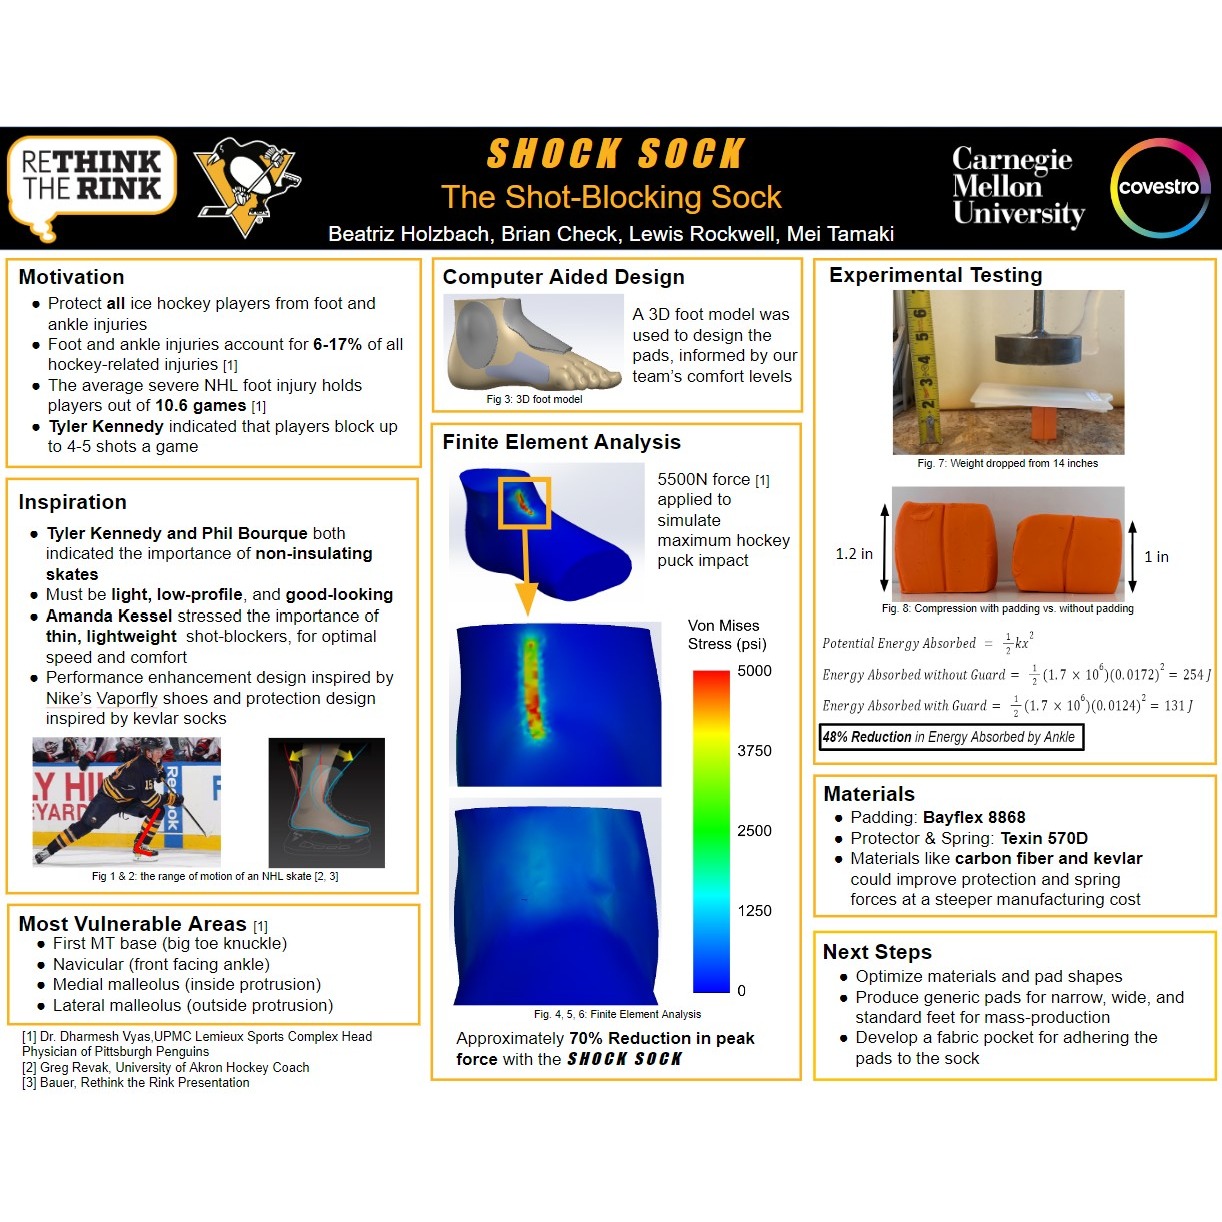 RETHINK
THE RINK
SHOCK SOCK
The Shot-Blocking Sock
Beatriz Holzbach, Brian Check, Lewis Rockwell, Mei Tamaki
Carnegie
Mellon
University
covestro
Motivation
● Protect all ice hockey players from foot and
ankle injuries
● Foot and ankle injuries account for 6-17% of all
hockey-related injuries [1]
● The average severe NHL foot injury holds
players out of 10.6 games [1]
● Tyler Kennedy indicated that players block up
to 4-5 shots a game
Inspiration
● Tyler Kennedy and Phil Bourque both
indicated the importance of non-insulating
skates
● Must be light, low-profile, and good-looking
● Amanda Kessel stressed the importance of
thin, lightweight shot-blockers, for optimal
speed and comfort
● Performance enhancement design inspired by
Nike's Vaporfly shoes and protection design
inspired by kevlar socks
LY HI
EYARD
Reebok
15
Fig 1 & 2: the range of motion of an NHL skate [2, 3]
Most Vulnerable Areas [1]
● First MT base (big toe knuckle)
● Navicular (front facing ankle)
● Medial malleolus (inside protrusion)
● Lateral malleolus (outside protrusion)
[1] Dr. Dharmesh Vyas,UPMC Lemieux Sports Complex Head
Physician of Pittsburgh Penguins
[2] Greg Revak, University of Akron Hockey Coach
[3] Bauer, Rethink the Rink Presentation
Computer Aided Design
A 3D foot model was
used to design the
pads, informed by our
team's comfort levels
Fig 3: 3D foot model
Finite Element Analysis
5500N force [1]
applied to
simulate
maximum hockey
puck impact
Von Mises
Stress (psi)
5000
3750
2500
1250
0
Fig. 4, 5, 6: Finite Element Analysis
Approximately 70% Reduction in peak
force with the SHOCK SOCK
Experimental Testing
6
5
4
3
2
Fig. 7: Weight dropped from 14 inches
1.2 in
1 in
Fig. 8: Compression with padding vs. without padding
Potential Energy Absorbed = 1/2 kx²
Energy Absorbed without Guard = 1/2 (1.7 × 10⁶)(0.0172)² = 254 J
Energy Absorbed with Guard = 1/2 (1.7 × 10⁶)(0.0124)² = 131 J
48% Reduction in Energy Absorbed by Ankle
Materials
● Padding: Bayflex 8868
● Protector & Spring: Texin 570D
● Materials like carbon fiber and kevlar
could improve protection and spring
forces at a steeper manufacturing cost
Next Steps
● Optimize materials and pad shapes
● Produce generic pads for narrow, wide, and
standard feet for mass-production
● Develop a fabric pocket for adhering the
pads to the sock